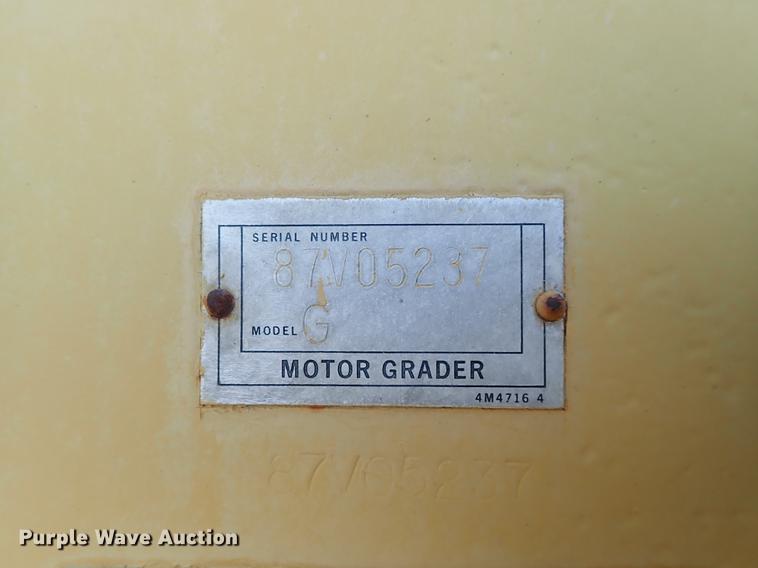 SERIAL NUMBER
87V05237
MODEL G
MOTOR GRADER
4M4716 4
87V05237
Purple Wave Auction